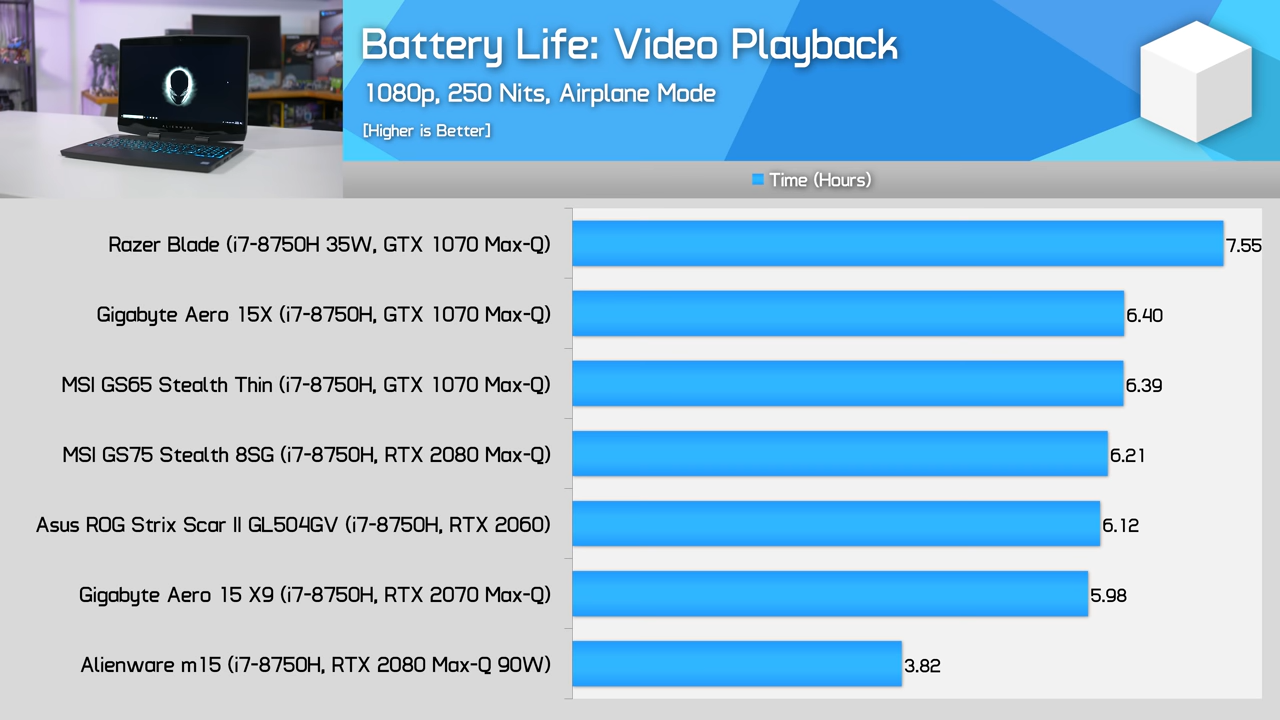 Battery Life: Video Playback
1080p, 250 Nits, Airplane Mode
[Higher is Better]
Time (Hours)
Razer Blade (i7-8750H 35W, GTX 1070 Max-Q) 7.55
Gigabyte Aero 15X (i7-8750H, GTX 1070 Max-Q) 6.40
MSI GS65 Stealth Thin (i7-8750H, GTX 1070 Max-Q) 6.39
MSI GS75 Stealth 8SG (i7-8750H, RTX 2080 Max-Q) 6.21
Asus ROG Strix Scar II GL504GV (i7-8750H, RTX 2060) 6.12
Gigabyte Aero 15 X9 (i7-8750H, RTX 2070 Max-Q) 5.98
Alienware m15 (i7-8750H, RTX 2080 Max-Q 90W) 3.82